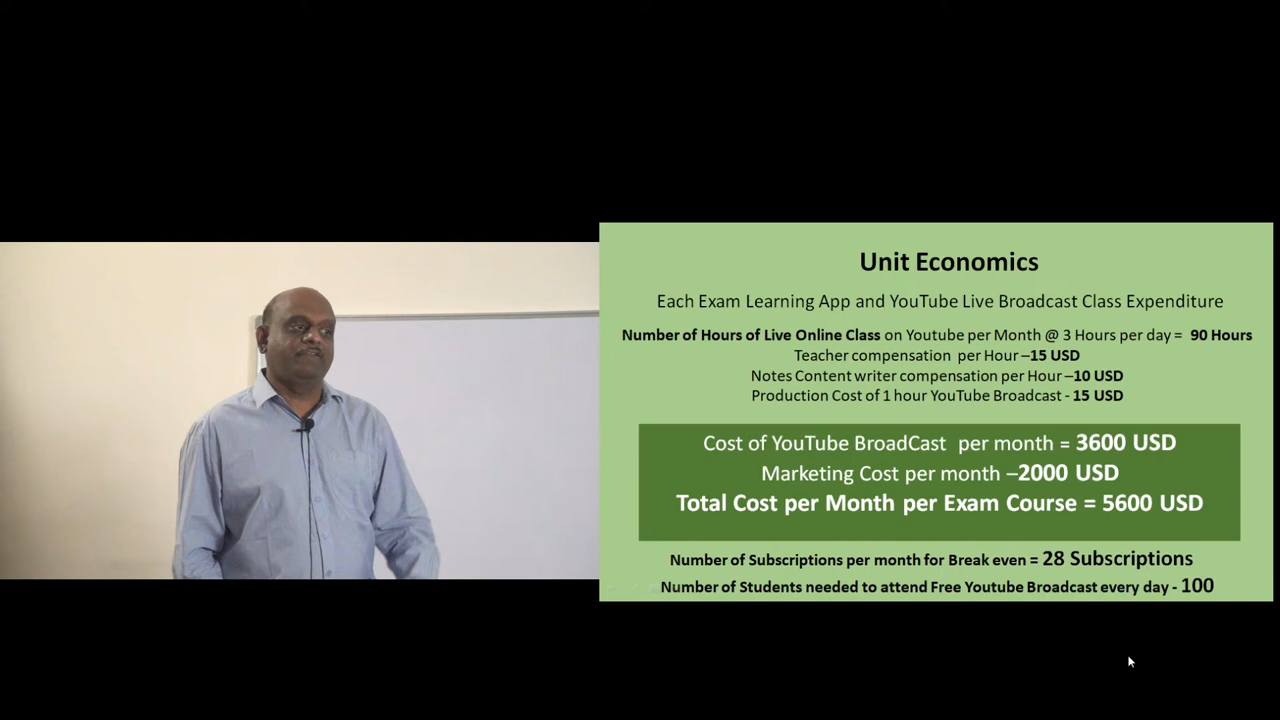 Unit Economics
Each Exam Learning App and YouTube Live Broadcast Class Expenditure
Number of Hours of Live Online Class on Youtube per Month @ 3 Hours per day = 90 Hours
Teacher compensation per Hour –15 USD
Notes Content writer compensation per Hour –10 USD
Production Cost of 1 hour YouTube Broadcast - 15 USD
Cost of YouTube BroadCast per month = 3600 USD
Marketing Cost per month –2000 USD
Total Cost per Month per Exam Course = 5600 USD
Number of Subscriptions per month for Break even = 28 Subscriptions
Number of Students needed to attend Free Youtube Broadcast every day - 100